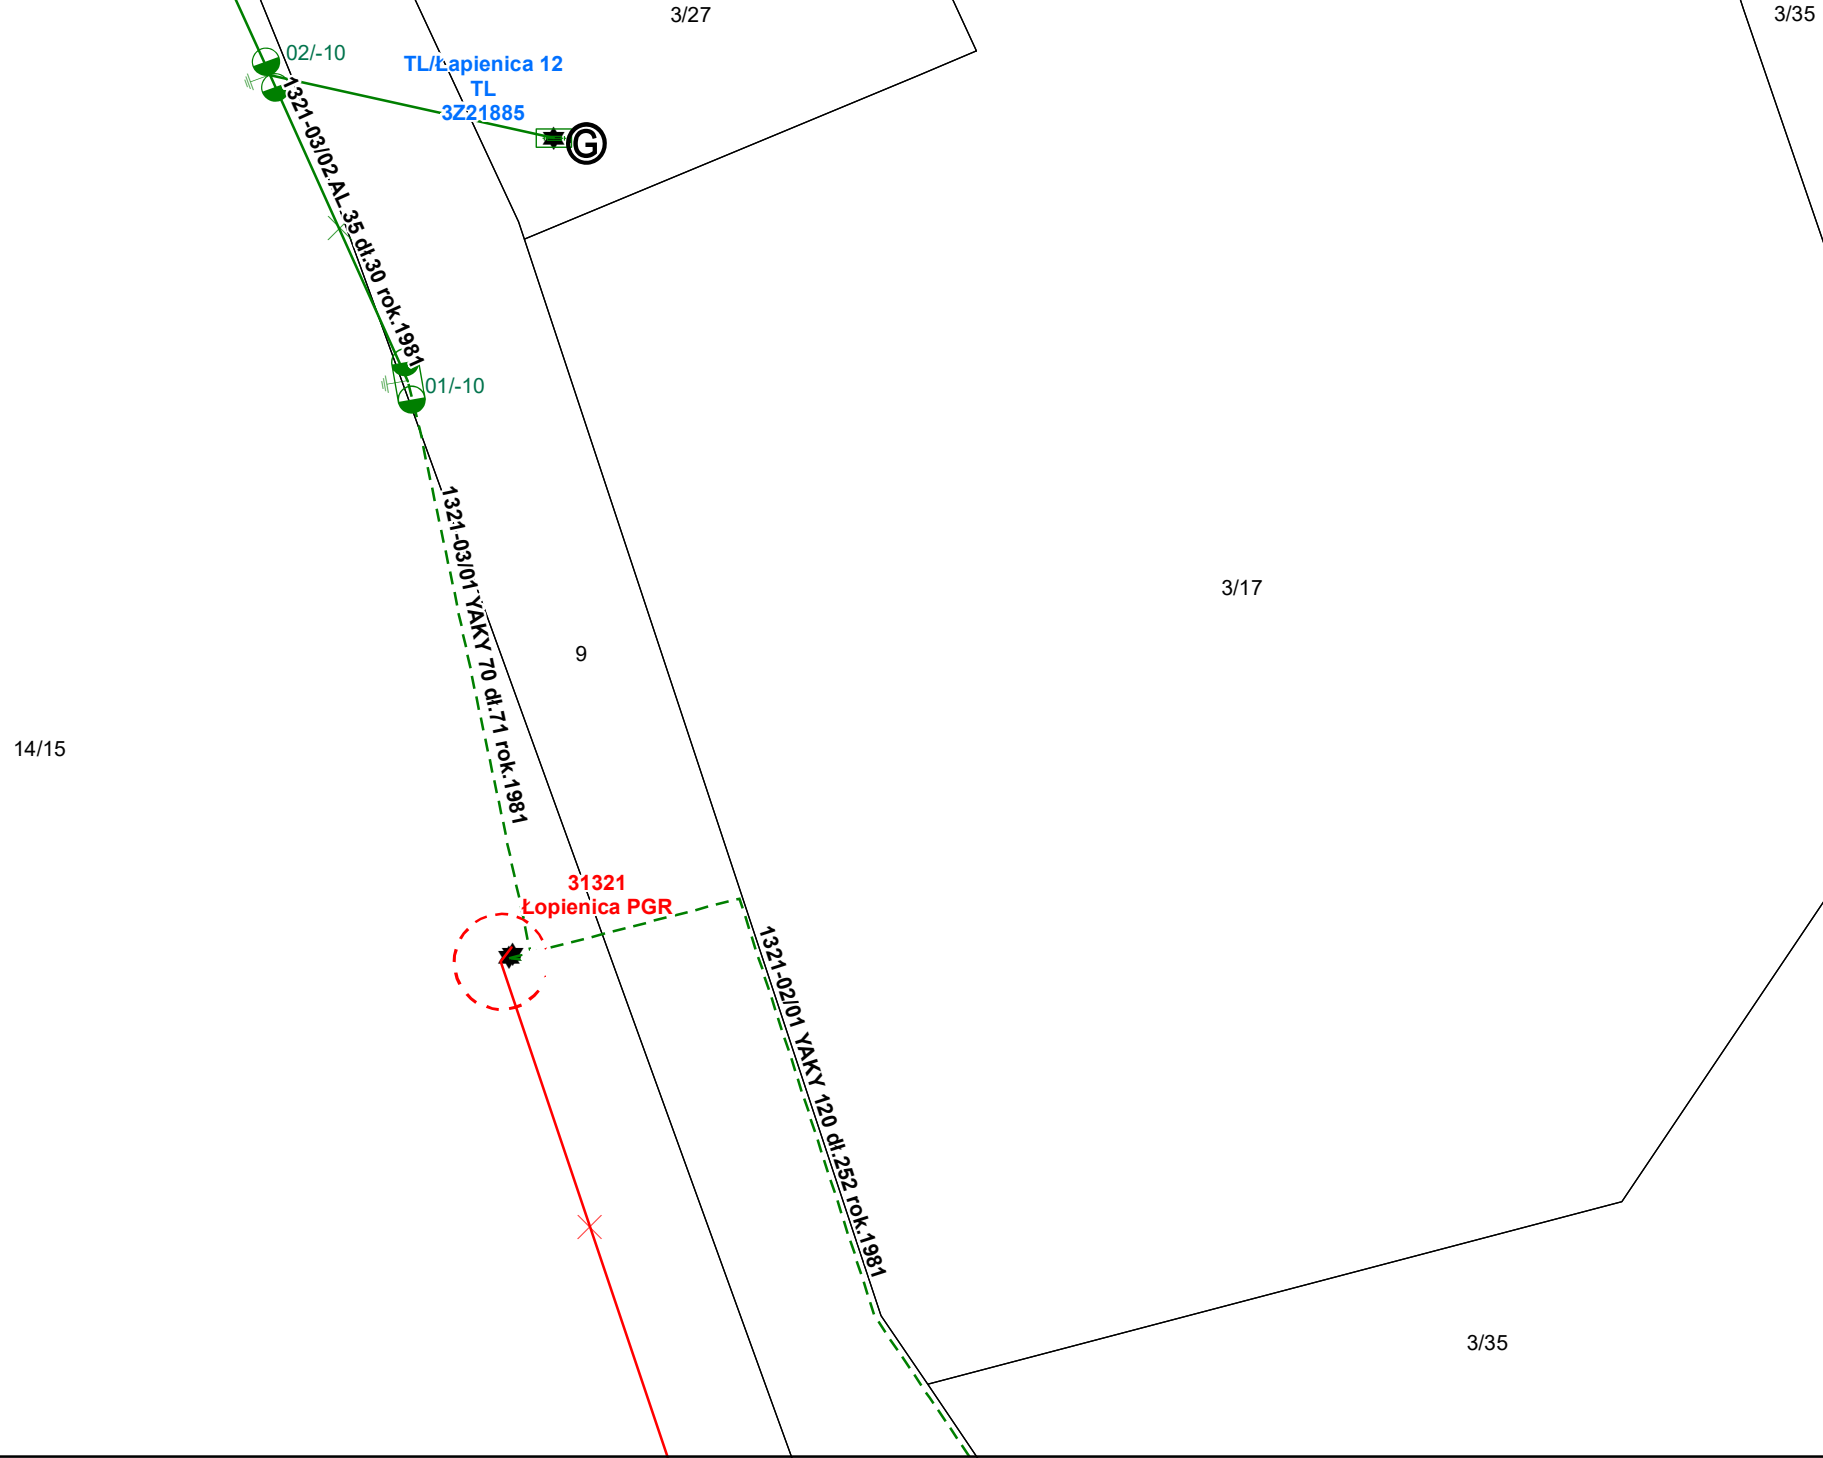 3/27
3/35
02/-10
TL/Łapienica 12
TL
3Z21885
G
1321-03/02 AL 35 dł.30 rok.1981
01/-10
1321-03/01 YAKY 70 dł.71 rok.1981
3/17
9
14/15
31321
Łopienica PGR
1321-02/01 YAKY 120 dł.252 rok.1981
3/35